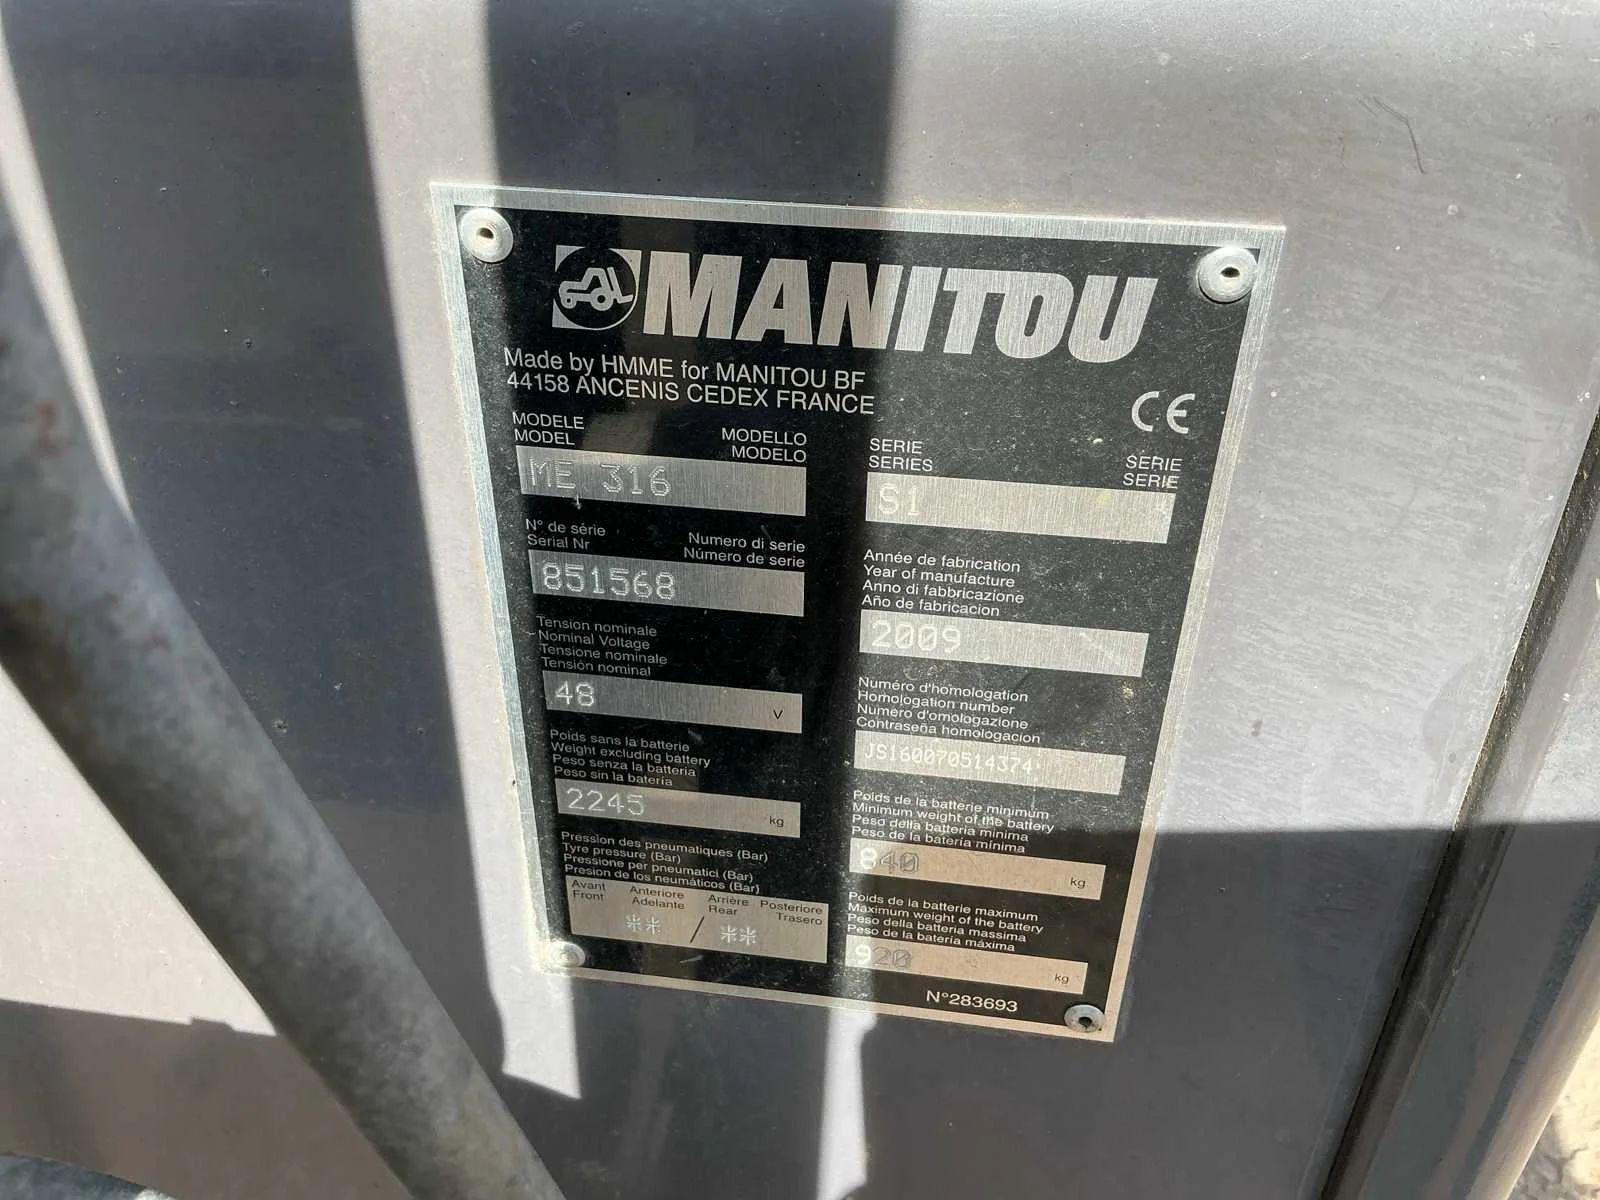 MANITOU
Made by HMME for MANITOU BF
44158 ANCENIS CEDEX FRANCE
CE
MODELE
MODEL
MODELLO
MODELO
ME 316
SERIE
SERIES
SERIE
SERIE
S1
N° de série
Serial Nr
Numero di serie
Número de serie
851568
Année de fabrication
Year of manufacture
Anno di fabbricazione
Año de fabricacion
2009
Tension nominale
Nominal Voltage
Tensione nominale
Tensión nominal
48 V
Numéro d'homologation
Homologation number
Numero d'omologazione
Contraseña homologacion
JS160070514374
Poids sans la batterie
Weight excluding battery
Peso senza la batteria
Peso sin la bateria
2245 kg
Poids de la batterie minimum
Minimum weight of the battery
Peso della batteria minima
Peso de la batería mínima
840 kg
Pression des pneumatiques (Bar)
Tyre pressure (Bar)
Pressione per pneumatici (Bar)
Presion de los neumáticos (Bar)
Avant
Front
Anteriore
Adelante
Arrière
Rear
Posteriore
Trasero
** / **
Poids de la batterie maximum
Maximum weight of the battery
Peso della batteria massima
Peso de la batería máxima
920 kg
N°283693